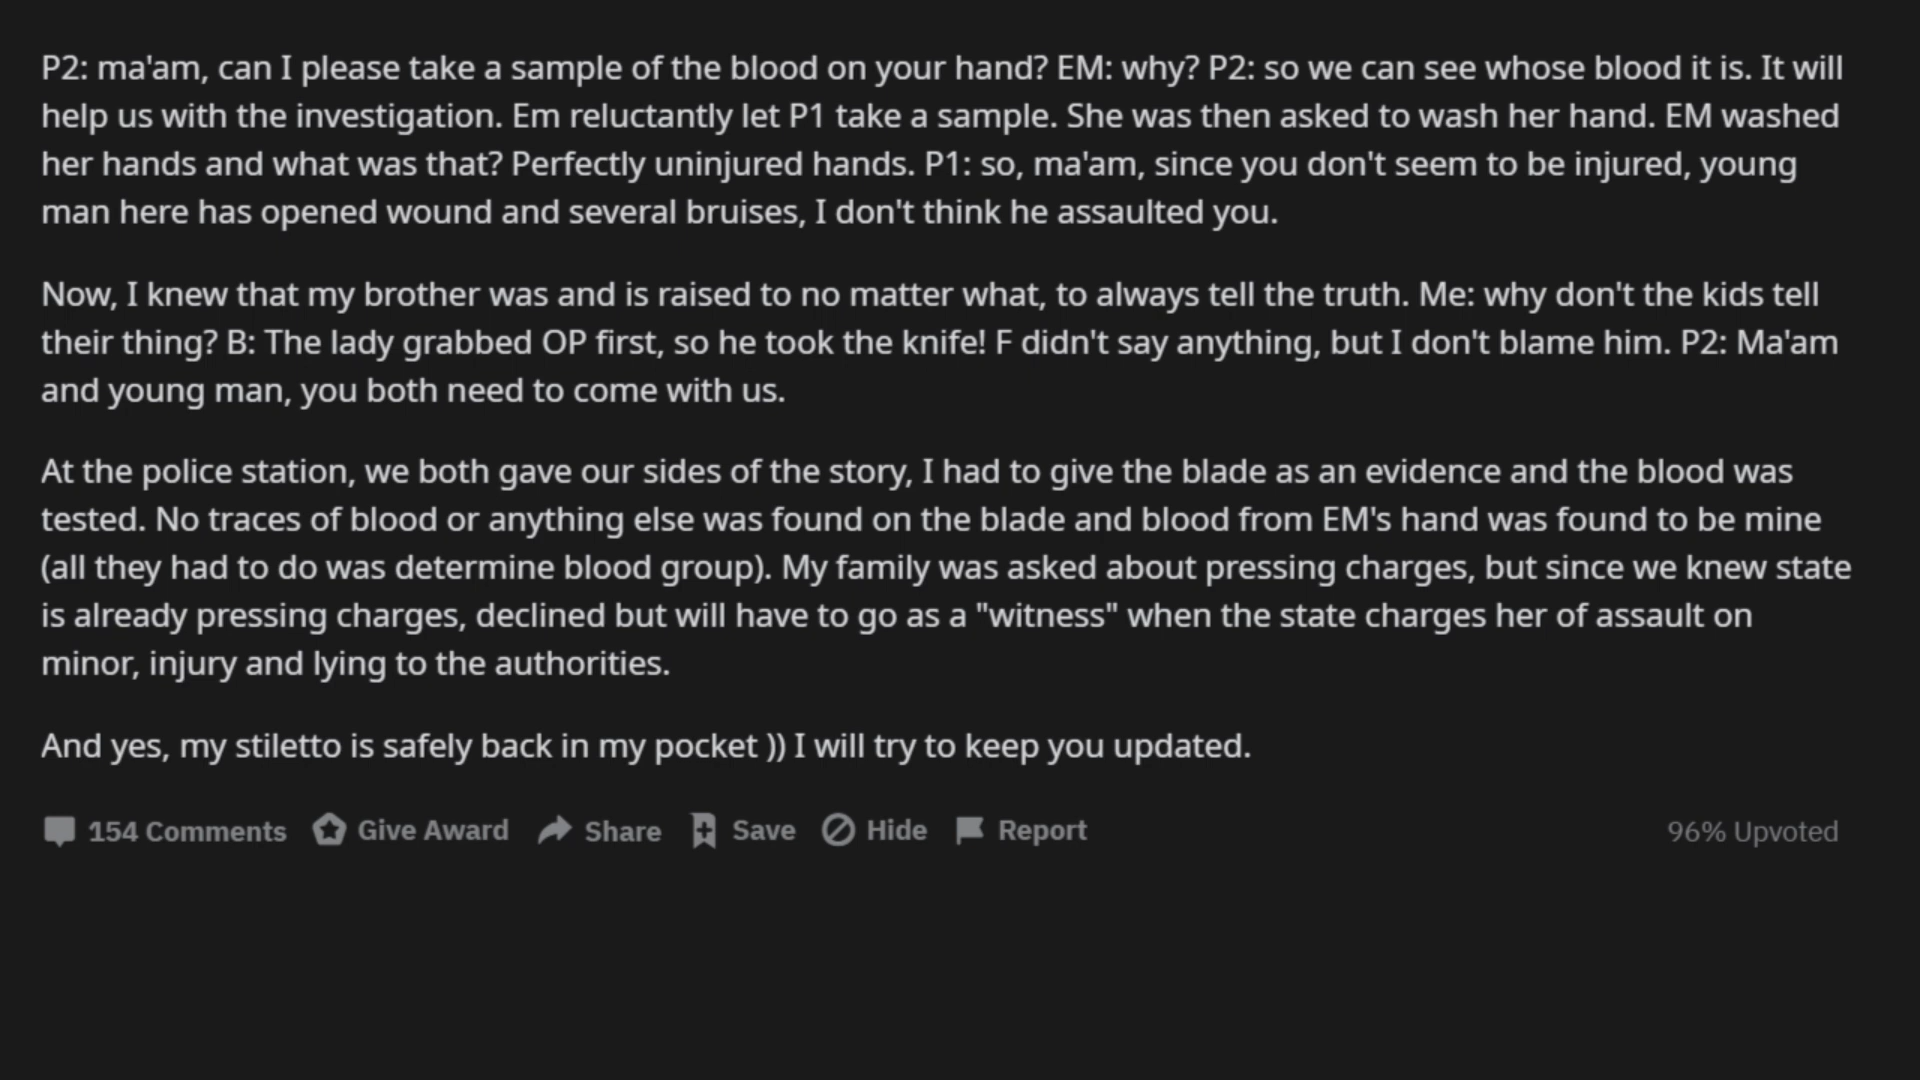 P2: ma'am, can I please take a sample of the blood on your hand? EM: why? P2: so we can see whose blood it is. It will
help us with the investigation. Em reluctantly let P1 take a sample. She was then asked to wash her hand. EM washed
her hands and what was that? Perfectly uninjured hands. P1: so, ma'am, since you don't seem to be injured, young
man here has opened wound and several bruises, I don't think he assaulted you.
Now, I knew that my brother was and is raised to no matter what, to always tell the truth. Me: why don't the kids tell
their thing? B: The lady grabbed OP first, so he took the knife! F didn't say anything, but I don't blame him. P2: Ma'am
and young man, you both need to come with us.
At the police station, we both gave our sides of the story, I had to give the blade as an evidence and the blood was
tested. No traces of blood or anything else was found on the blade and blood from EM's hand was found to be mine
(all they had to do was determine blood group). My family was asked about pressing charges, but since we knew state
is already pressing charges, declined but will have to go as a "witness" when the state charges her of assault on
minor, injury and lying to the authorities.
And yes, my stiletto is safely back in my pocket )) I will try to keep you updated.
154 Comments Give Award Share Save Hide Report 96% Upvoted